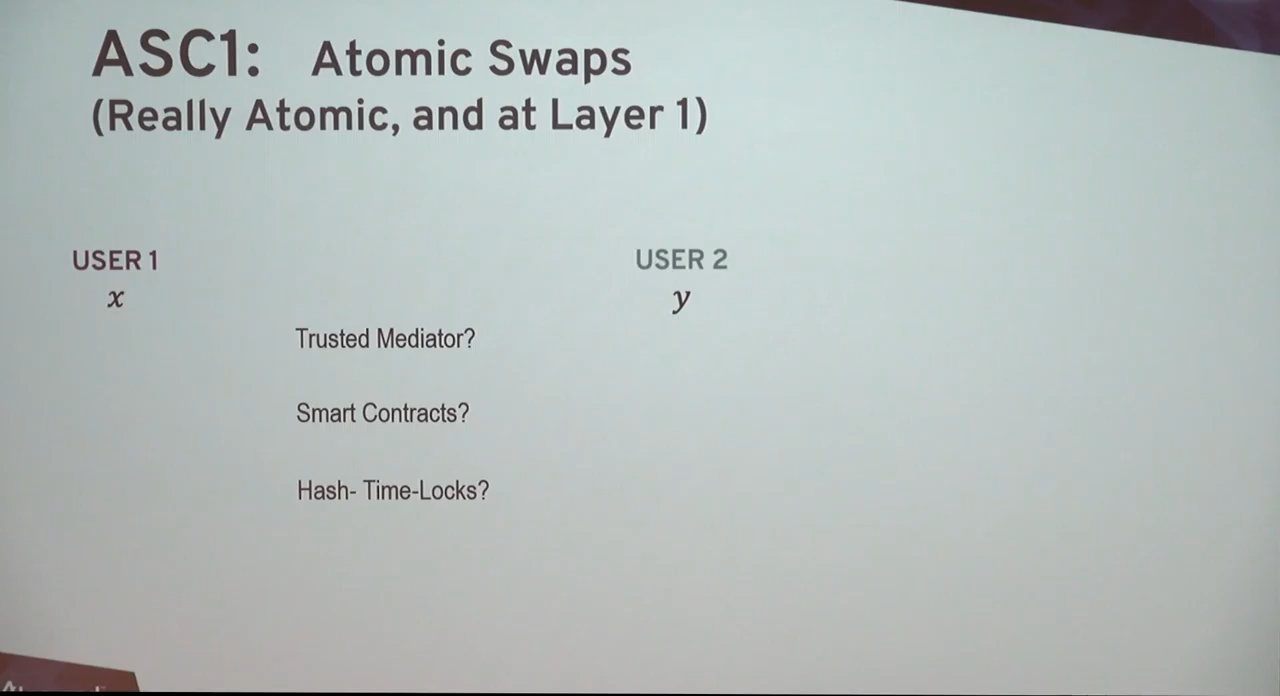 ASC1: Atomic Swaps
(Really Atomic, and at Layer 1)
USER 1
USER 2
x
y
Trusted Mediator?
Smart Contracts?
Hash- Time-Locks?